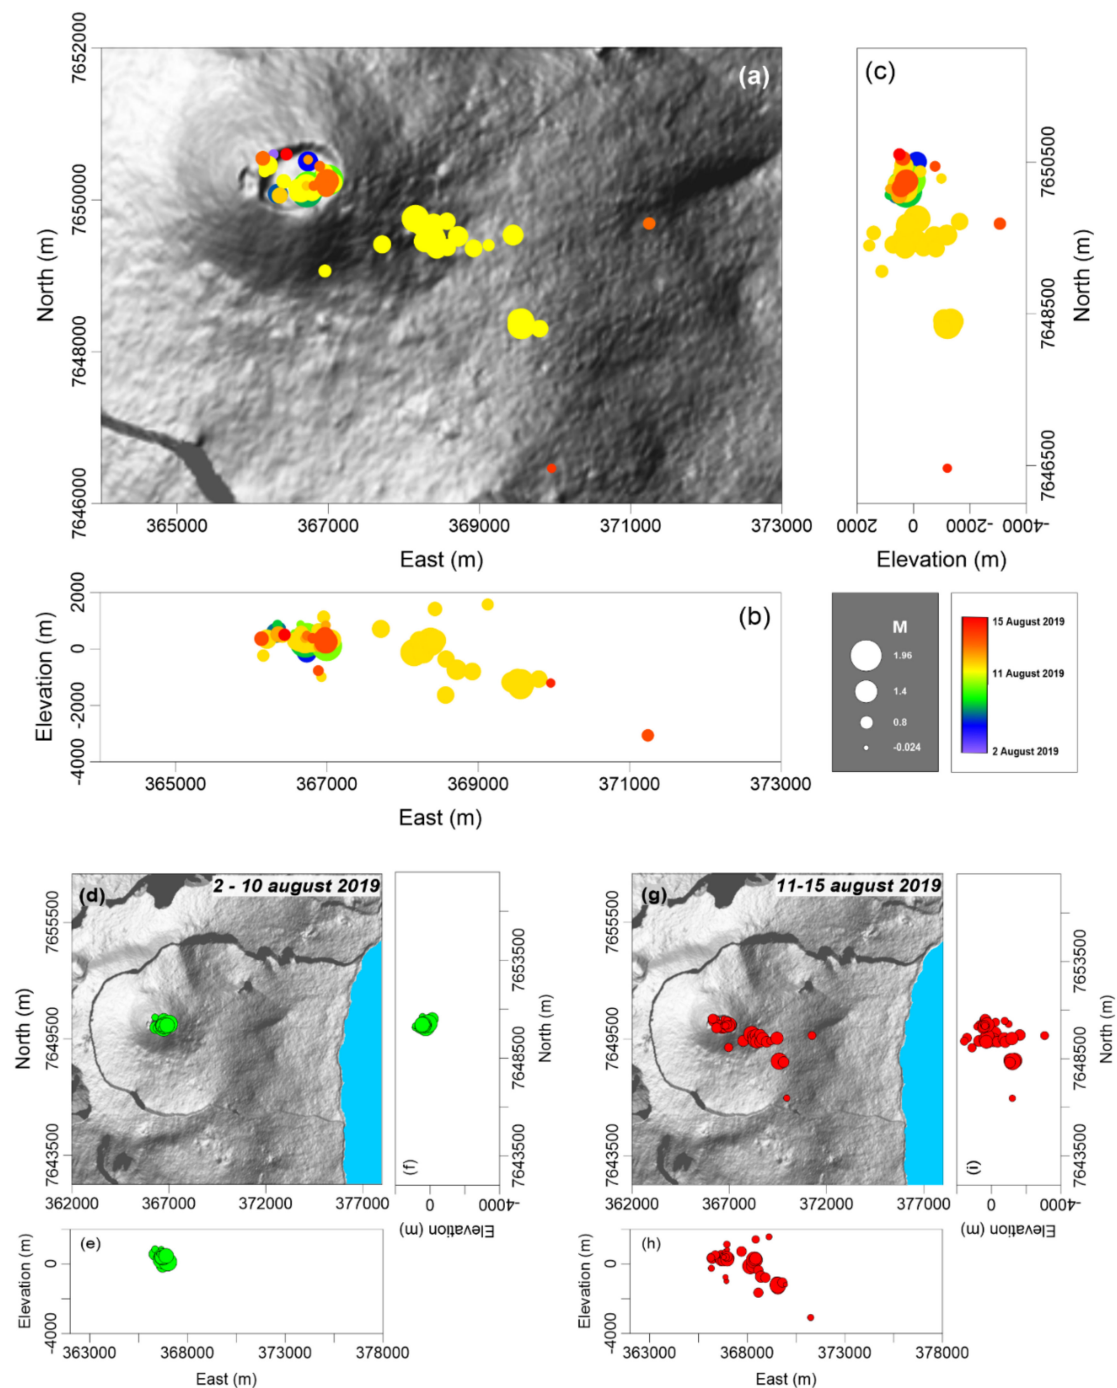 7652000
7650000
7648000
7646000
North (m)
(a)
365000 367000 369000 371000 373000
East (m)
(c)
7650500
7648500
7646500
North (m)
2000 0 -2000 -4000
Elevation (m)
2000
0
-2000
-4000
Elevation (m)
(b)
365000 367000 369000 371000 373000
East (m)
M
1.96
1.4
0.8
-0.024
15 August 2019
11 August 2019
2 August 2019
(d)
2 - 10 august 2019
7655500
7649500
7643500
North (m)
362000 367000 372000 377000
(f)
7653500
7648500
7643500
North (m)
0 -4000
Elevation (m)
(e)
0
-4000
Elevation (m)
363000 368000 373000 378000
East (m)
(g)
11-15 august 2019
7655500
7649500
7643500
362000 367000 372000 377000
(i)
7653500
7648500
7643500
North (m)
0 -4000
Elevation (m)
(h)
0
-4000
Elevation (m)
363000 368000 373000 378000
East (m)